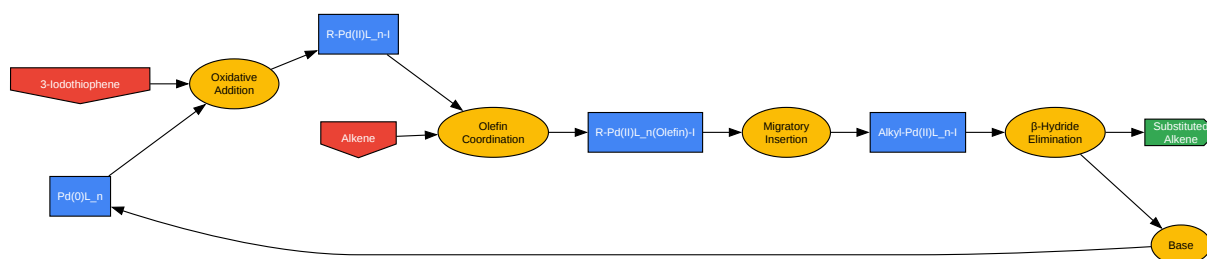 R-Pd(II)L_n-I
3-Iodothiophene
Oxidative
Addition
Alkene
Olefin
Coordination
R-Pd(II)L_n(Olefin)-I
Migratory
Insertion
Alkyl-Pd(II)L_n-I
β-Hydride
Elimination
Substituted
Alkene
Pd(0)L_n
Base